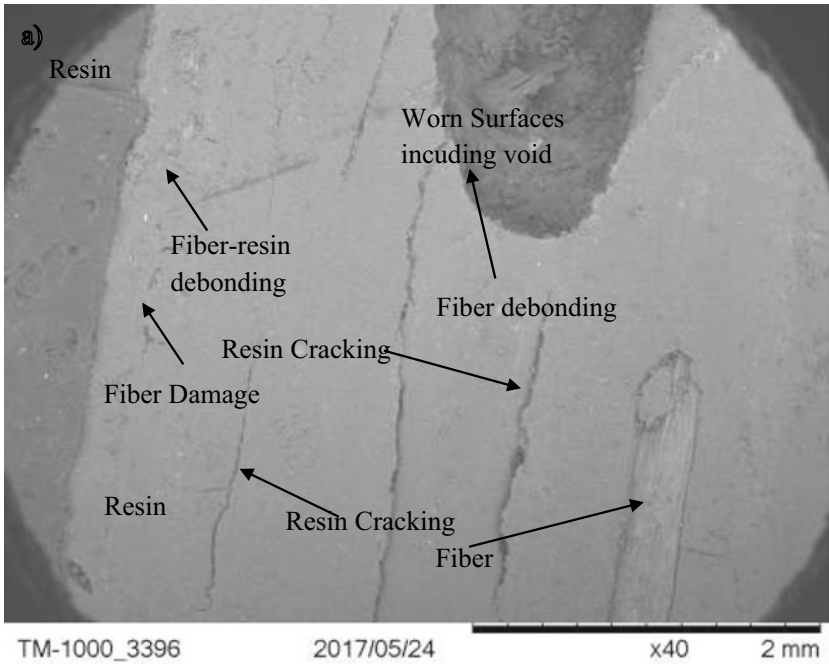 a)
Resin
Worn Surfaces
incuding void
Fiber-resin
debonding
Fiber debonding
Resin Cracking
Fiber Damage
Resin
Resin Cracking
Fiber
TM-1000_3396 2017/05/24 x40 2 mm